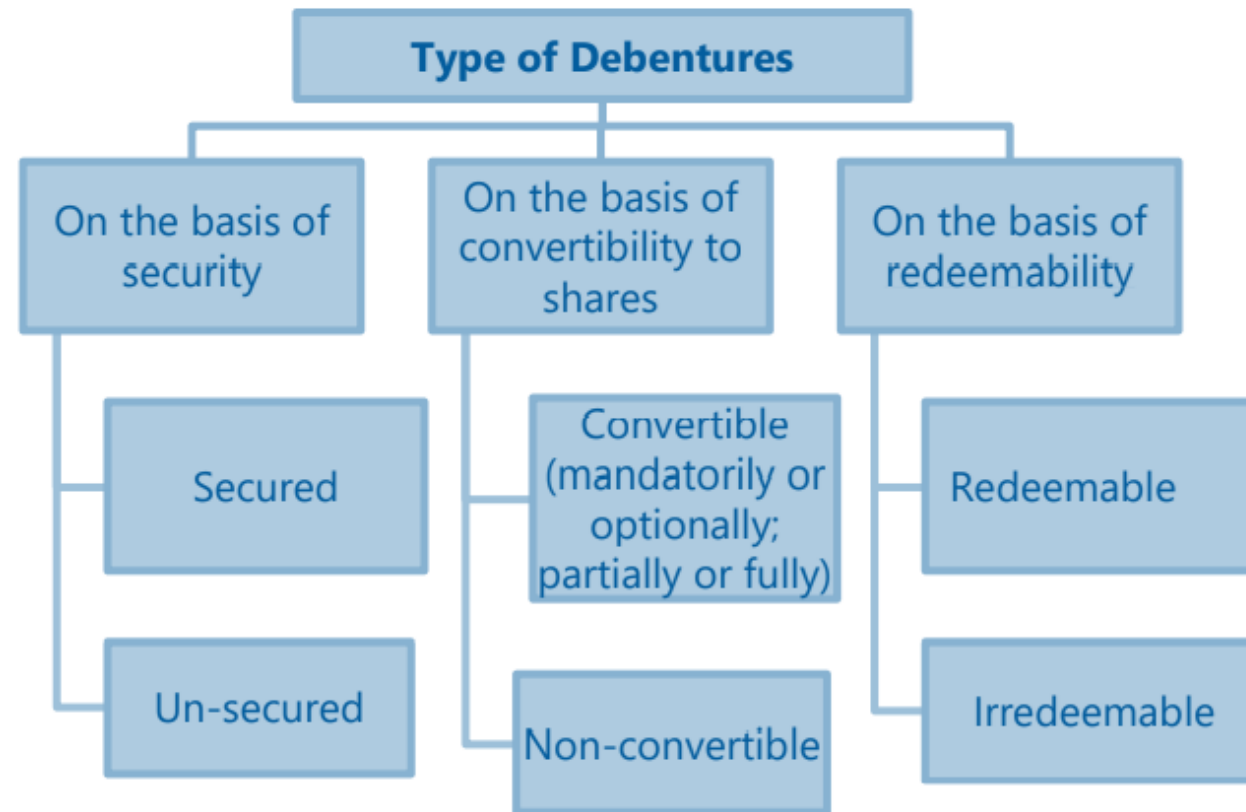 Type of Debentures
On the basis of
security
On the basis of
convertibility to
shares
On the basis of
redeemability
Secured
Convertible
(mandatorily or
optionally;
partially or fully)
Redeemable
Un-secured
Non-convertible
Irredeemable